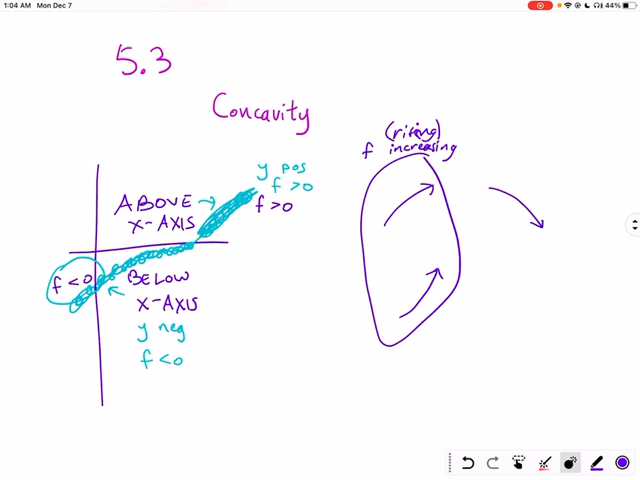 1:04 AM Mon Dec 7
44%
5.3
Concavity
(rising)
f increasing
y pos
f >0
ABOVE
f >0
X-AXIS
f <0
BELOW
X-AXIS
y neg
f <0